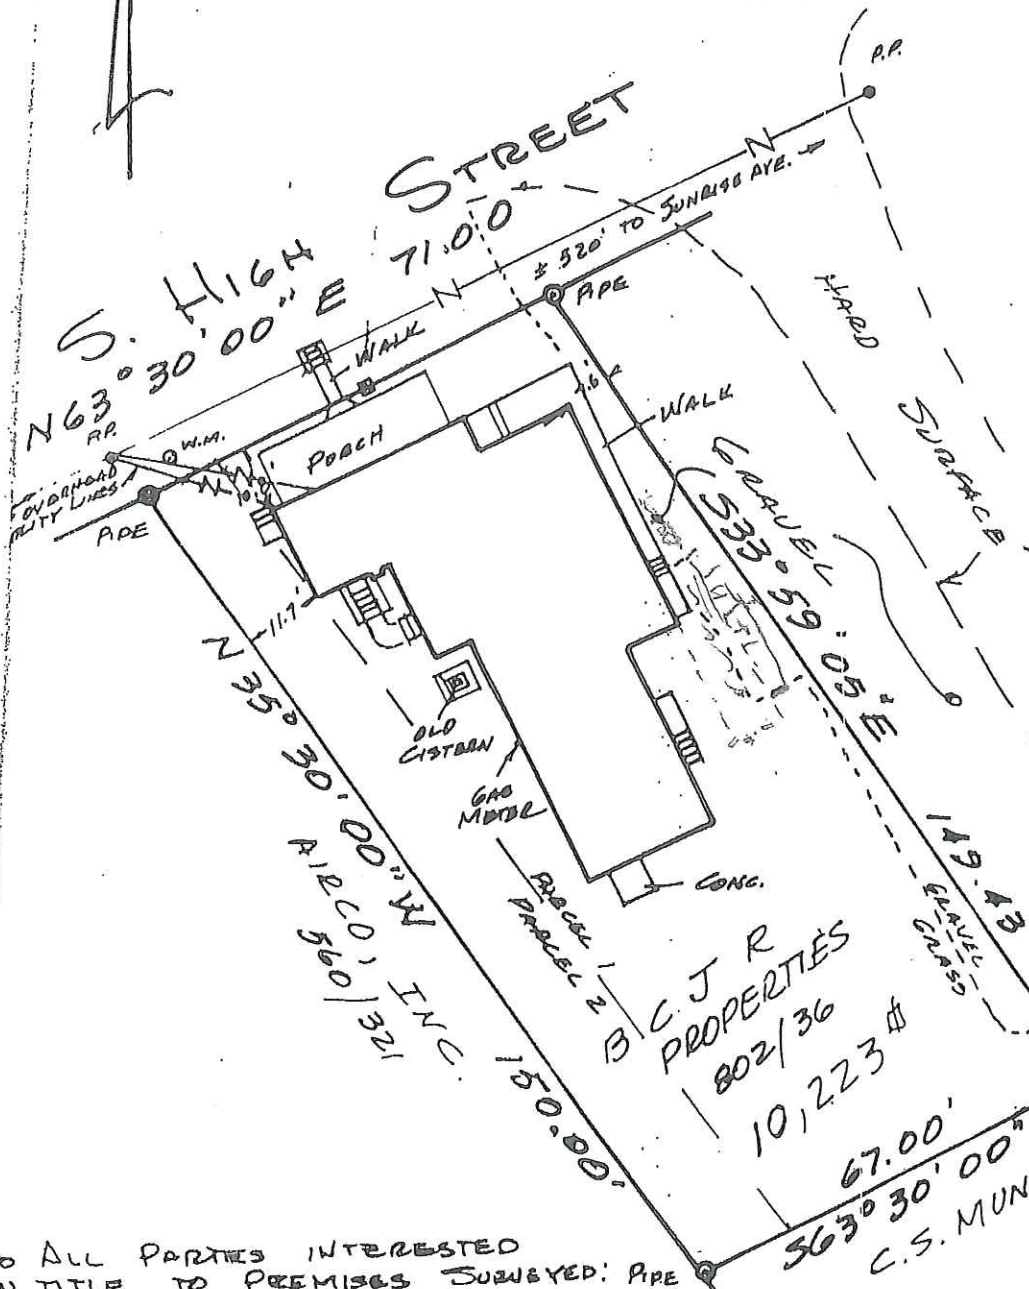 P.P.
S. HIGH STREET
N63° 30' 00" E 71.00'
± 520' TO SUNRISE AVE.
PIPE
HARD
SURFACE
WALK
P.P.
W.M.
OVERHEAD
UTILITY LINES
PIPE
PORCH
4.6
WALK
GRAVEL
S33° 59' 05" E
149.43
11.7'
N 35° 30' 00" W
150.00'
OLD
CISTERN
GAS
METER
AIRCO, INC.
560/321
CONC.
PARCEL 1
PARCEL 2
GRAVEL
GRASS
B C J R
PROPERTIES
802/36
10,223
67.00'
S63° 30' 00"
C.S. MUN
ALL PARTIES INTERESTED
TITLE TO PREMISES SURVEYED:
PIPE